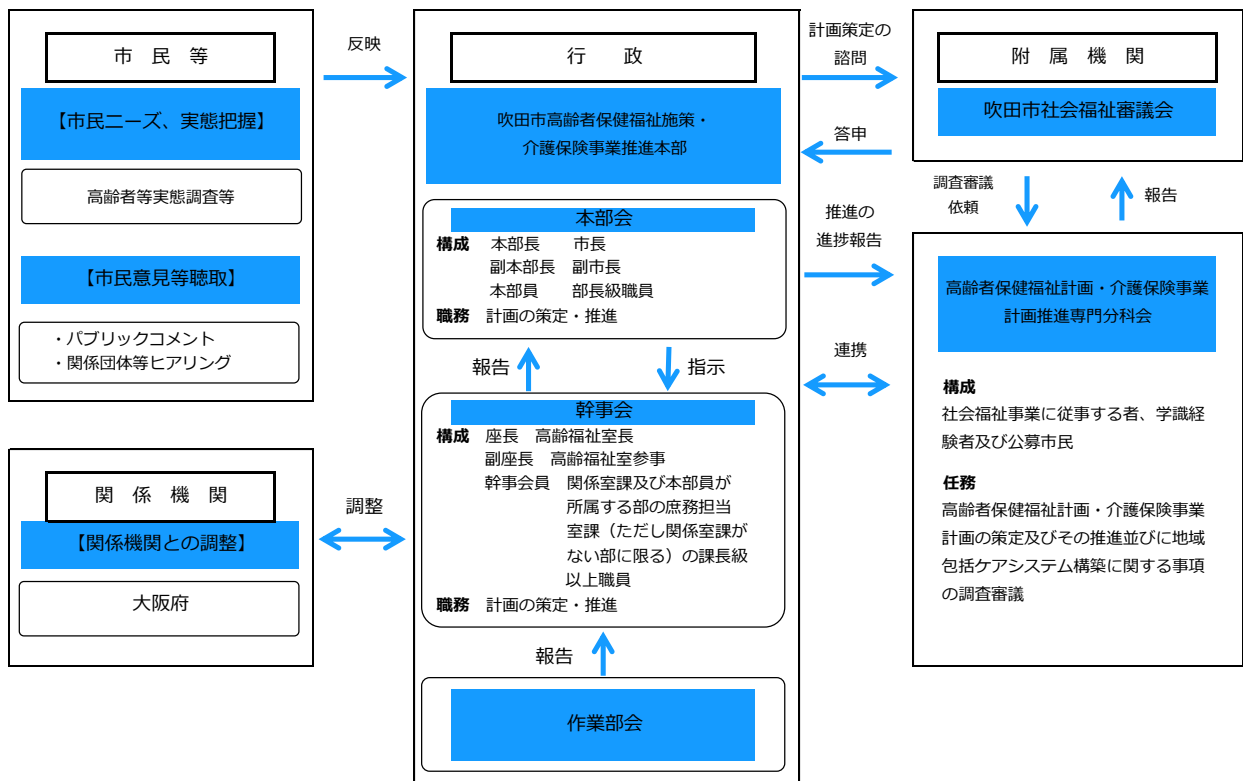 市　民　等
【市民ニーズ、実態把握】
高齢者等実態調査等
【市民意見等聴取】
・パブリックコメント
・関係団体等ヒアリング
関　係　機　関
【関係機関との調整】
大阪府
反映
調整
行　　政
吹田市高齢者保健福祉施策・
介護保険事業推進本部
本部会
構成　本部長　　市長
副本部長　副市長
本部員　　部長級職員
職務　計画の策定・推進
報告
指示
幹事会
構成　座長　高齢福祉室長
副座長　高齢福祉室参事
幹事会員　関係室課及び本部員が
所属する部の庶務担当
室課（ただし関係室課が
ない部に限る）の課長級
以上職員
職務　計画の策定・推進
報告
作業部会
計画策定の
諮問
答申
推進の
進捗報告
連携
附　属　機　関
吹田市社会福祉審議会
調査審議
依頼
報告
高齢者保健福祉計画・介護保険事業
計画推進専門分科会
構成
社会福祉事業に従事する者、学識経
験者及び公募市民
任務
高齢者保健福祉計画・介護保険事業
計画の策定及びその推進並びに地域
包括ケアシステム構築に関する事項
の調査審議